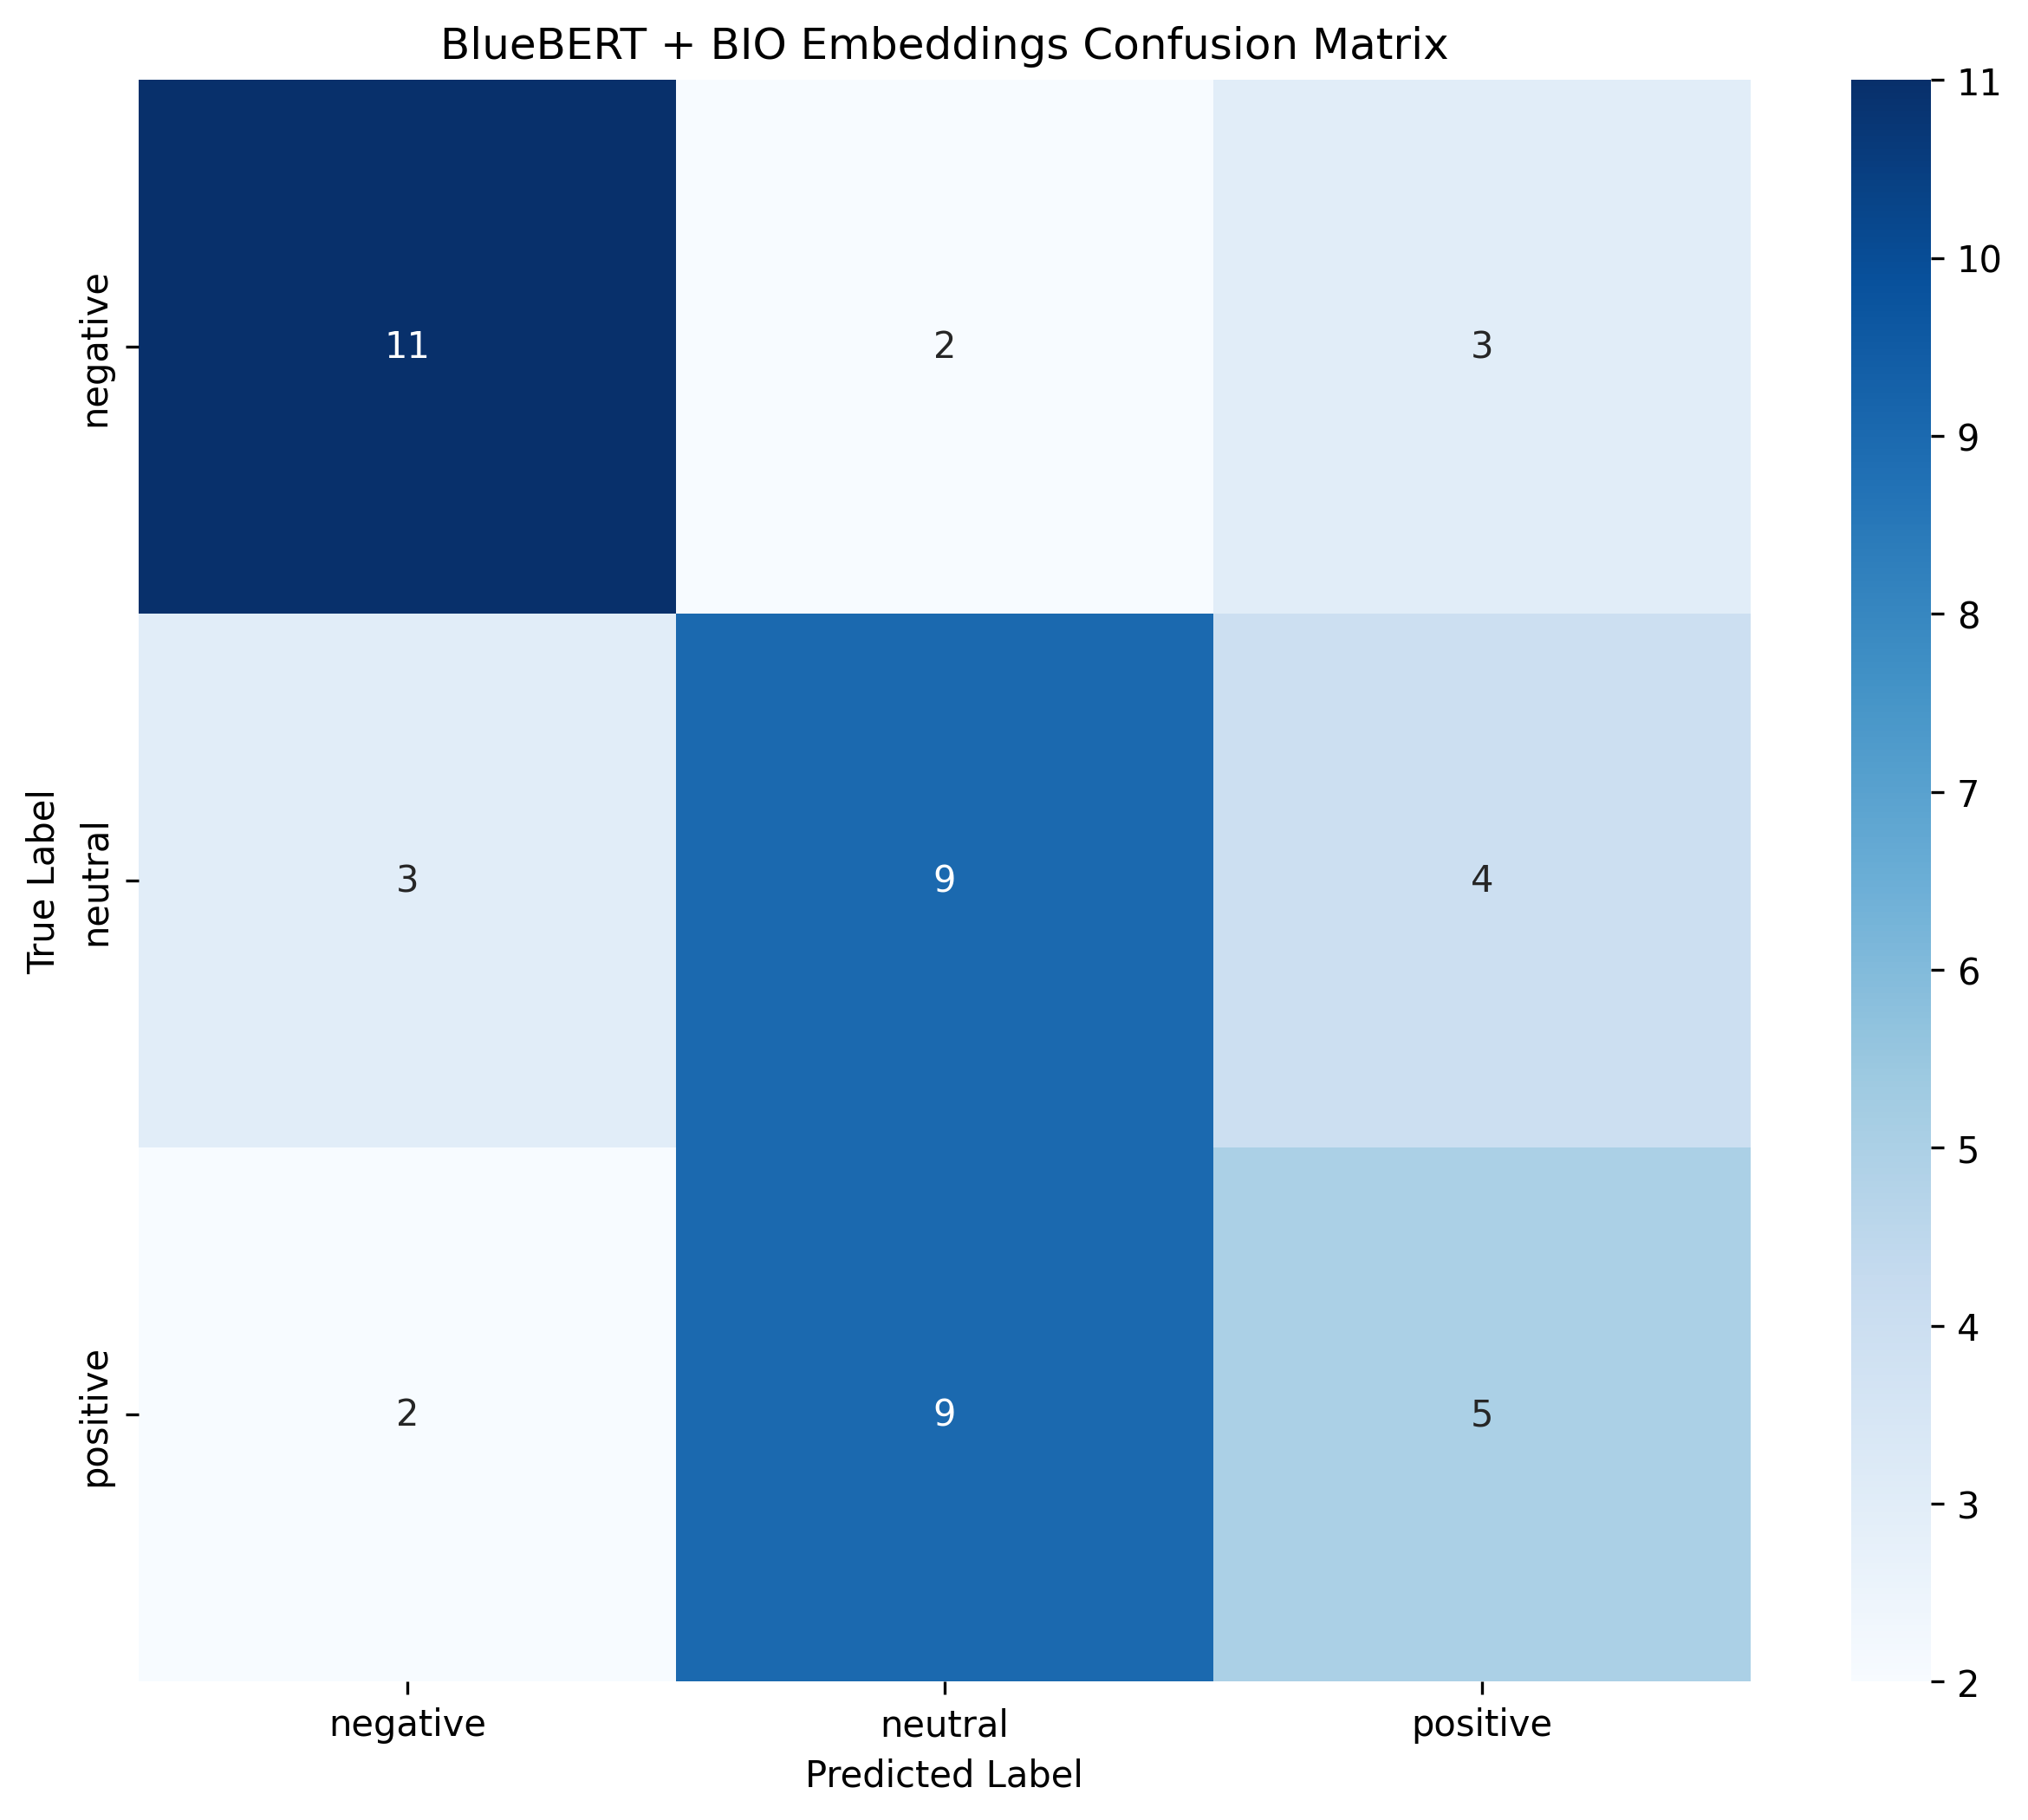 BlueBERT + BIO Embeddings Confusion Matrix
True Label
negative
11 2 3
neutral
3 9 4
positive
2 9 5
negative neutral positive
Predicted Label
11
10
9
8
7
6
5
4
3
2